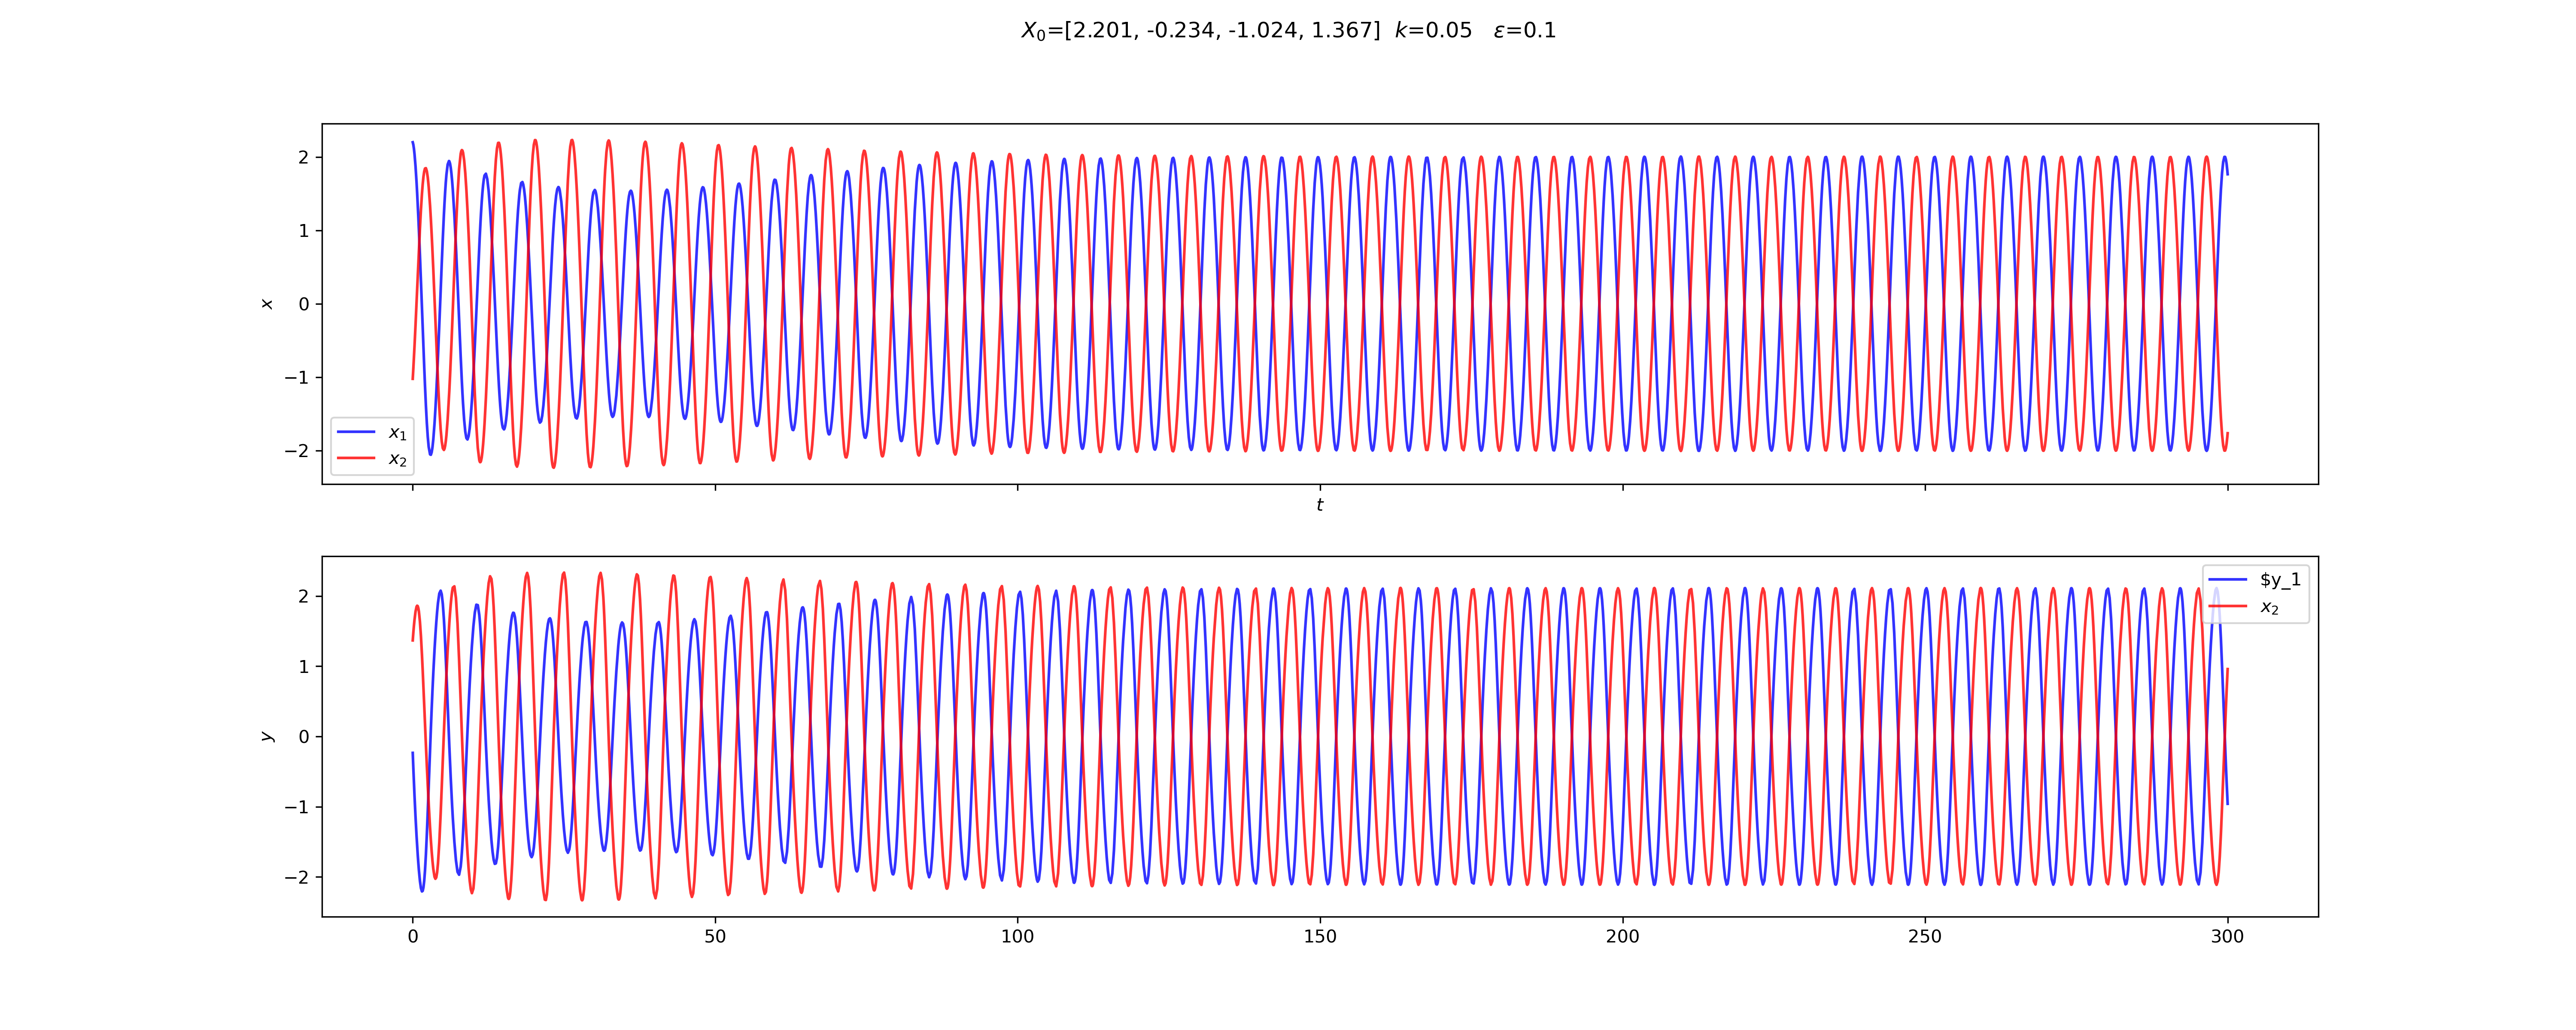 X₀=[2.201, -0.234, -1.024, 1.367] k=0.05 ε=0.1
2
1
0
−1
−2
x
x₁
x₂
t
2
1
0
−1
−2
y
$y_1
x₂
0 50 100 150 200 250 300